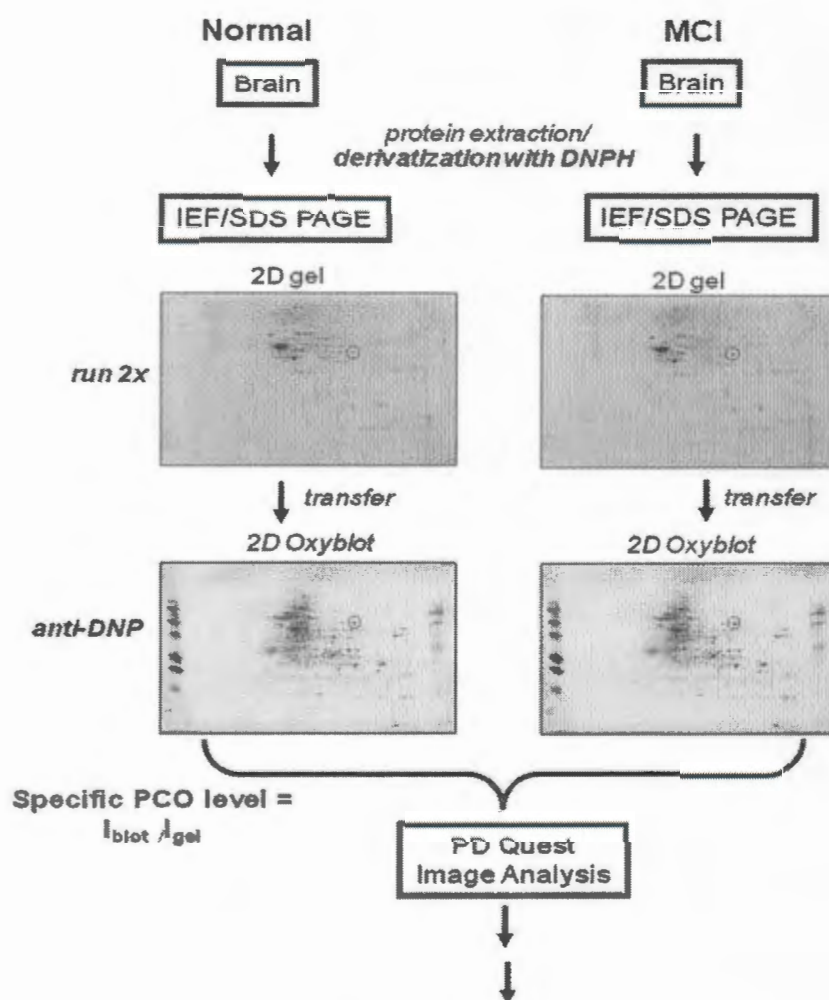 Normal
MCI
Brain
Brain
protein extraction/
derivatization with DNPH
IEF/SDS PAGE
IEF/SDS PAGE
2D gel
2D gel
run 2x
transfer
transfer
2D Oxyblot
2D Oxyblot
anti-DNP
Specific PCO level =
Iblot /Igel
PD Quest
Image Analysis